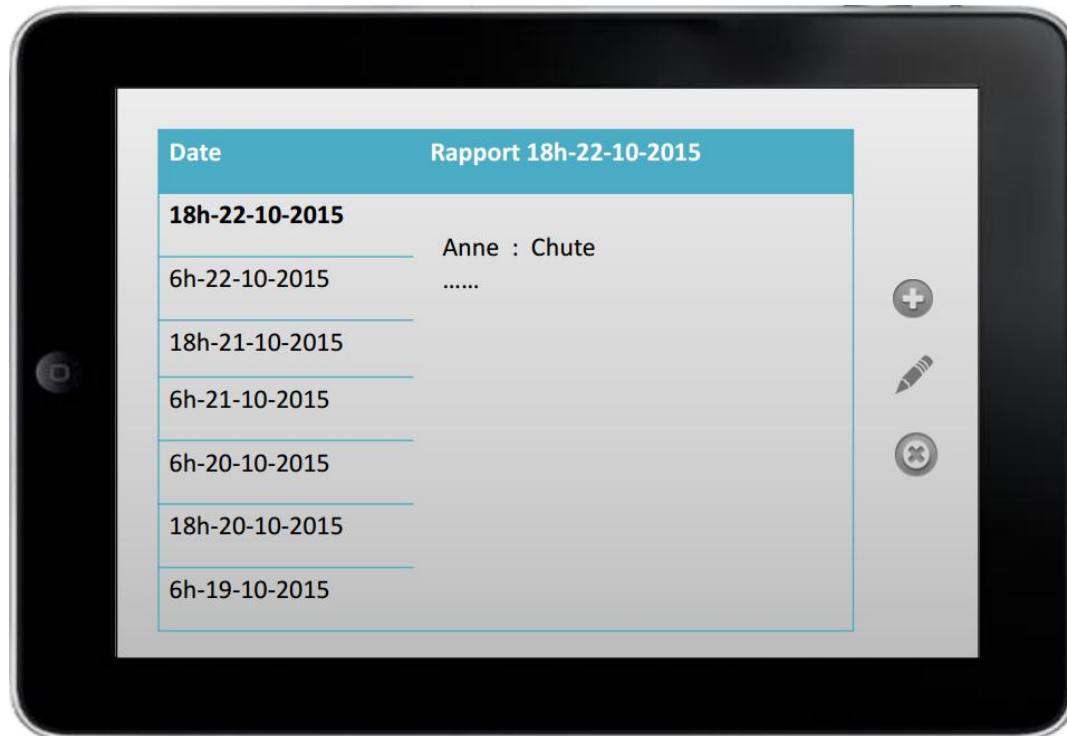 Date
Rapport 18h-22-10-2015
18h-22-10-2015
6h-22-10-2015
18h-21-10-2015
6h-21-10-2015
6h-20-10-2015
18h-20-10-2015
6h-19-10-2015
Anne : Chute
......